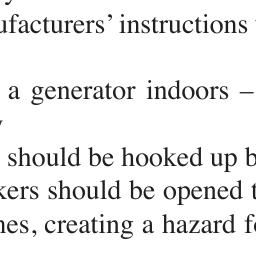 ufacturers' instructions
a generator indoors –
should be hooked up b
kers should be opened t
nes, creating a hazard f